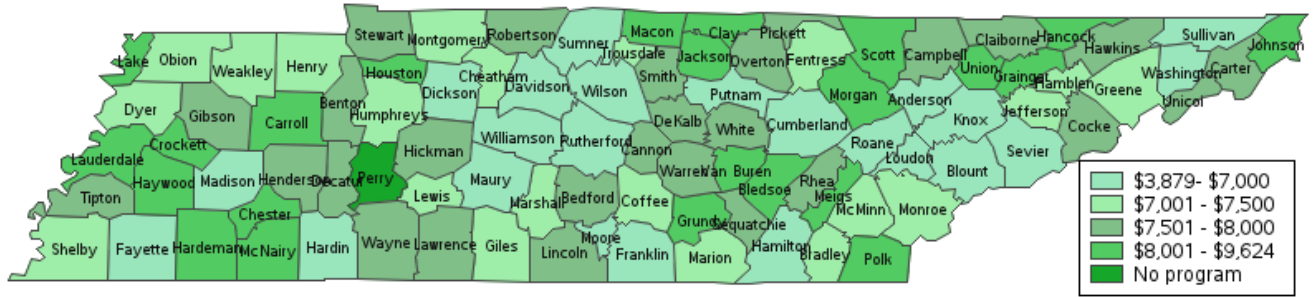 Stewart
Montgomery
Robertson
Sumner
Macon
Clay
Pickett
Trousdale
Lake
Obion
Weakley
Henry
Houston
Cheatham
Dickson
Davidson
Wilson
Smith
Jackson
Overton
Fentress
Scott
Campbell
Claiborne
Hancock
Hawkins
Sullivan
Johnson
Union
Grainger
Hamblen
Greene
Washington
Carter
Unicoi
Dyer
Gibson
Carroll
Benton
Humphreys
Putnam
Morgan
Anderson
Knox
Jefferson
Cocke
Crockett
Lauderdale
Haywood
Madison
Henderson
Decatur
Perry
Hickman
Williamson
Rutherford
Cannon
DeKalb
White
Cumberland
Roane
Loudon
Blount
Sevier
Tipton
Chester
Lewis
Maury
Marshall
Bedford
Coffee
Warren
Van Buren
Bledsoe
Rhea
Meigs
McMinn
Monroe
Shelby
Fayette
Hardeman
McNairy
Hardin
Wayne
Lawrence
Giles
Lincoln
Moore
Franklin
Grundy
Sequatchie
Marion
Hamilton
Bradley
Polk
$3,879- $7,000
$7,001 - $7,500
$7,501 - $8,000
$8,001 - $9,624
No program